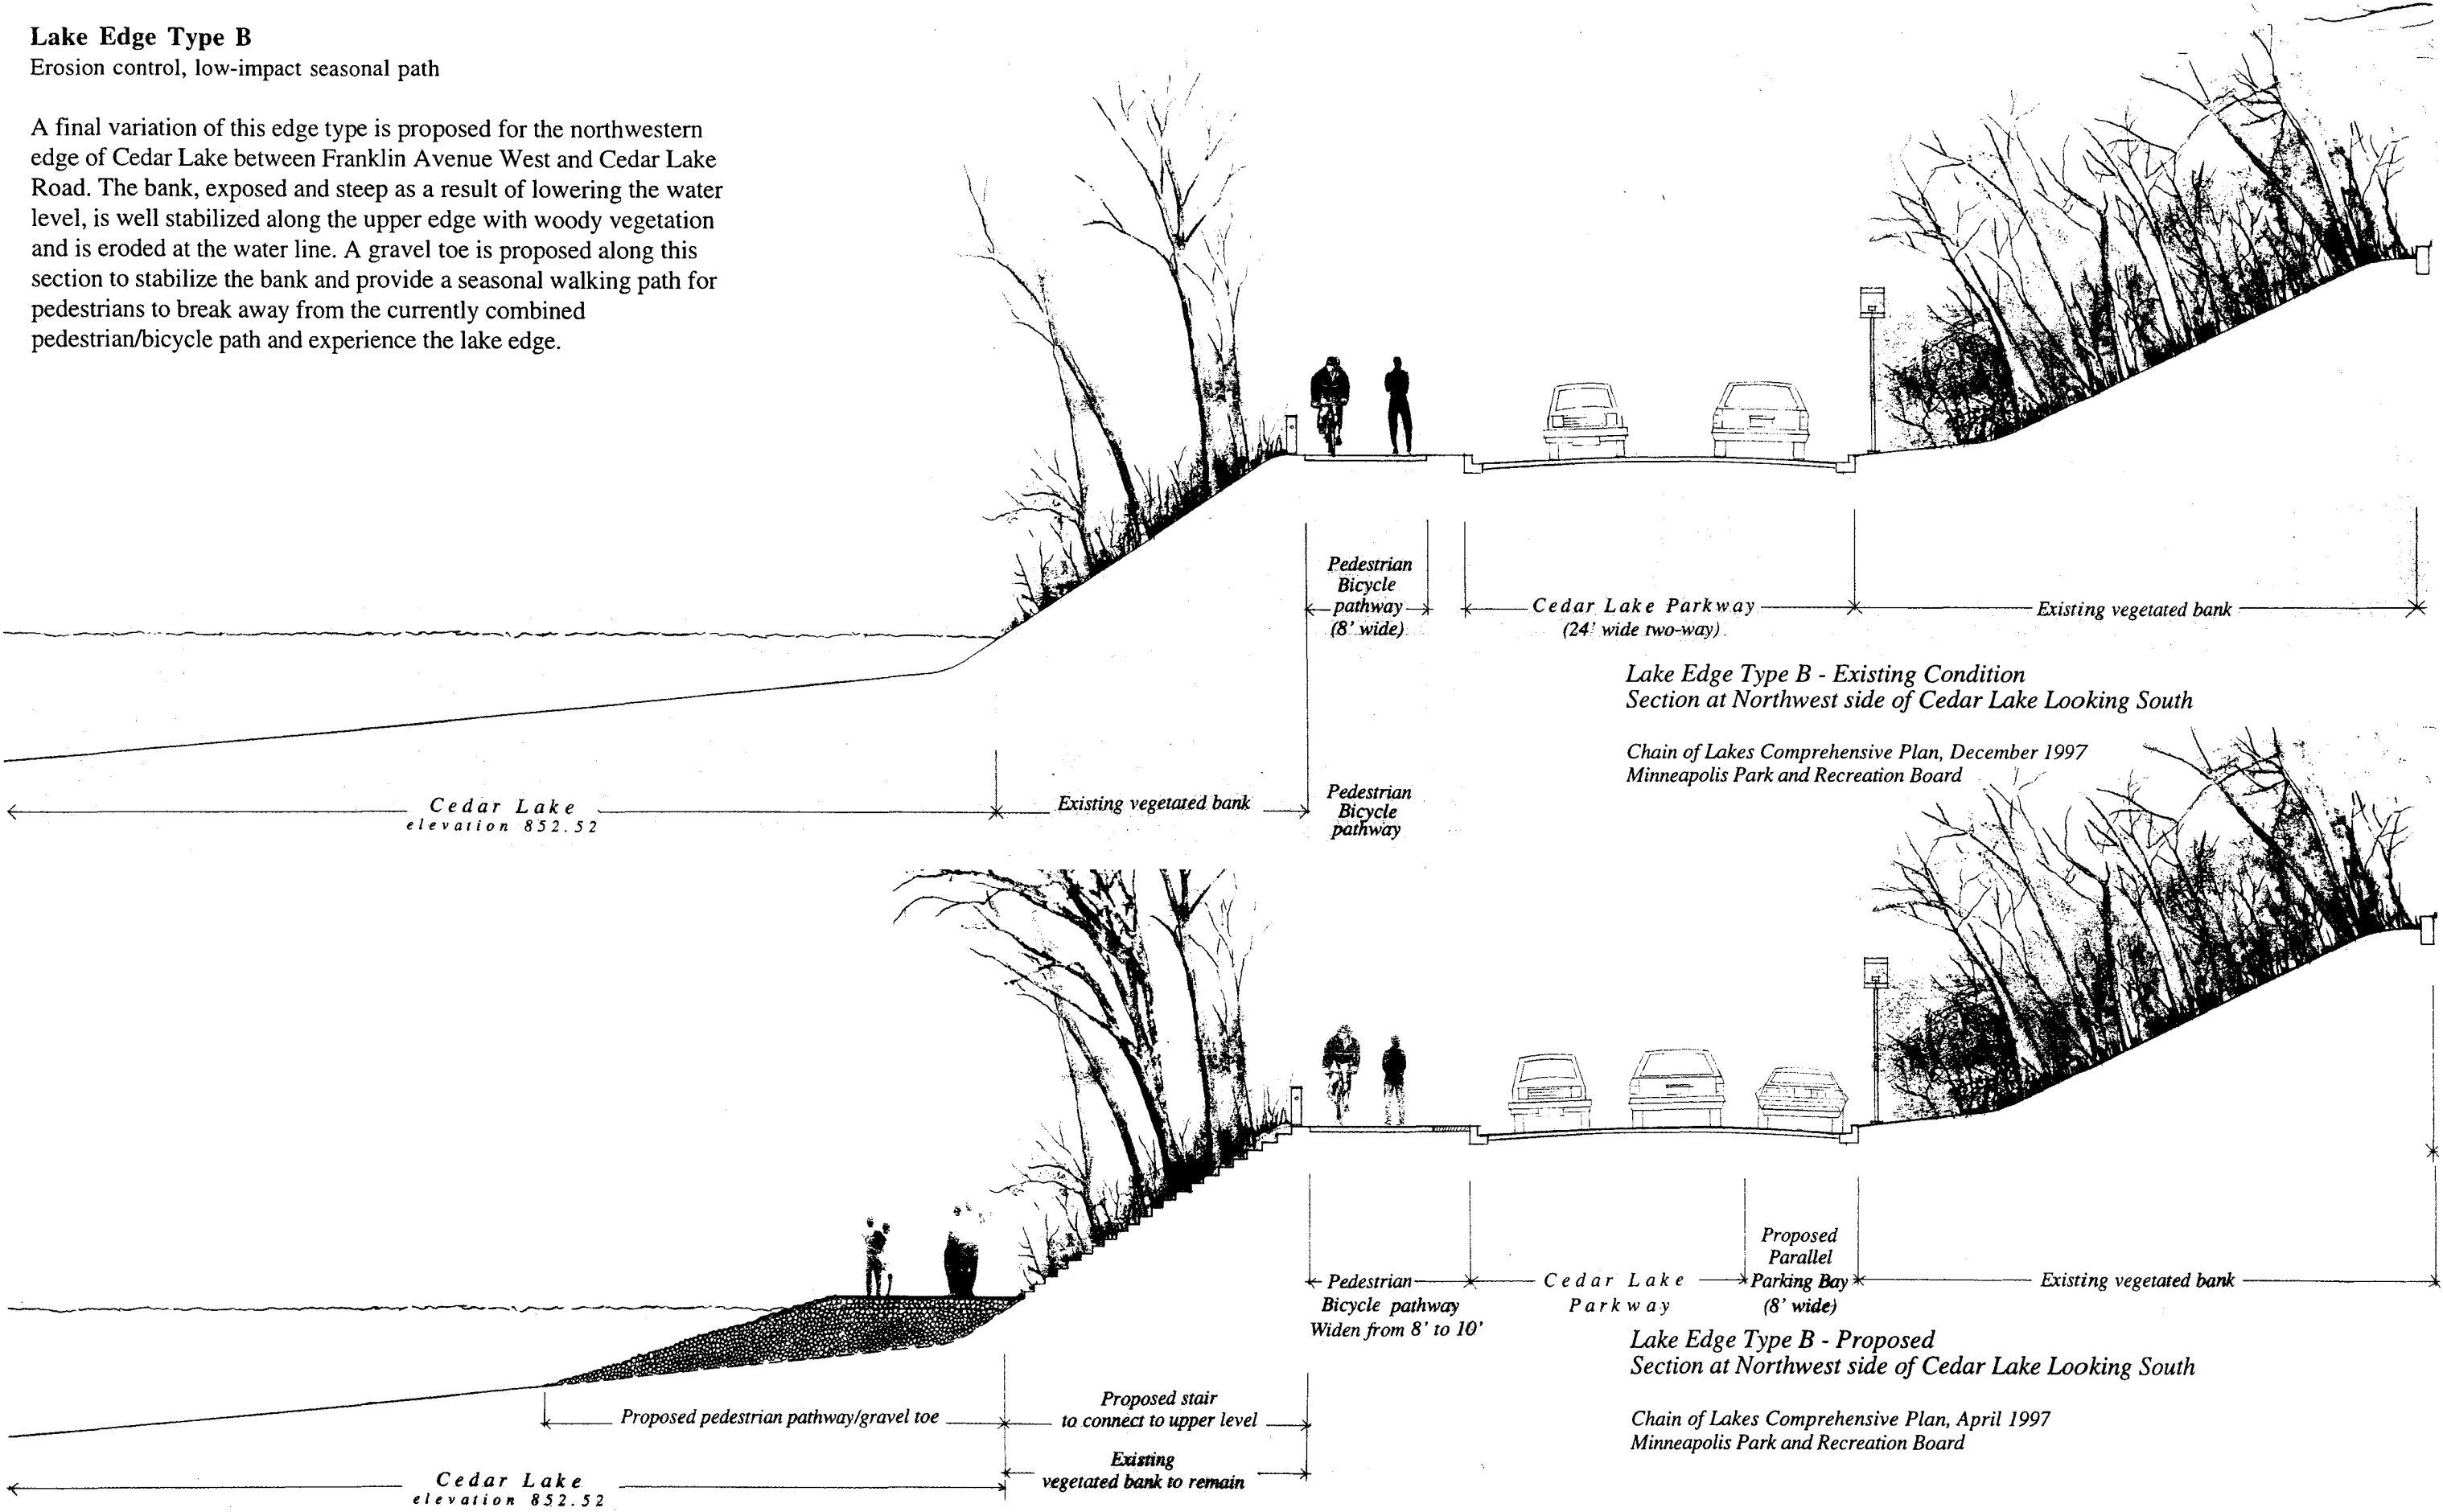 Lake Edge Type B
Erosion control, low-impact seasonal path
A final variation of this edge type is proposed for the northwestern
edge of Cedar Lake between Franklin Avenue West and Cedar Lake
Road. The bank, exposed and steep as a result of lowering the water
level, is well stabilized along the upper edge with woody vegetation
and is eroded at the water line. A gravel toe is proposed along this
section to stabilize the bank and provide a seasonal walking path for
pedestrians to break away from the currently combined
pedestrian/bicycle path and experience the lake edge.
Pedestrian
Bicycle
pathway
(8' wide)
Cedar Lake Parkway
(24' wide two-way)
Existing vegetated bank
Lake Edge Type B - Existing Condition
Section at Northwest side of Cedar Lake Looking South
Chain of Lakes Comprehensive Plan, December 1997
Minneapolis Park and Recreation Board
Cedar Lake
elevation 852.52
Existing vegetated bank
Pedestrian
Bicycle
pathway
Pedestrian
Bicycle pathway
Widen from 8' to 10'
Cedar Lake
Parkway
Proposed
Parallel
Parking Bay
(8' wide)
Existing vegetated bank
Lake Edge Type B - Proposed
Section at Northwest side of Cedar Lake Looking South
Chain of Lakes Comprehensive Plan, April 1997
Minneapolis Park and Recreation Board
Proposed pedestrian pathway/gravel toe
Proposed stair
to connect to upper level
Existing
vegetated bank to remain
Cedar Lake
elevation 852.52